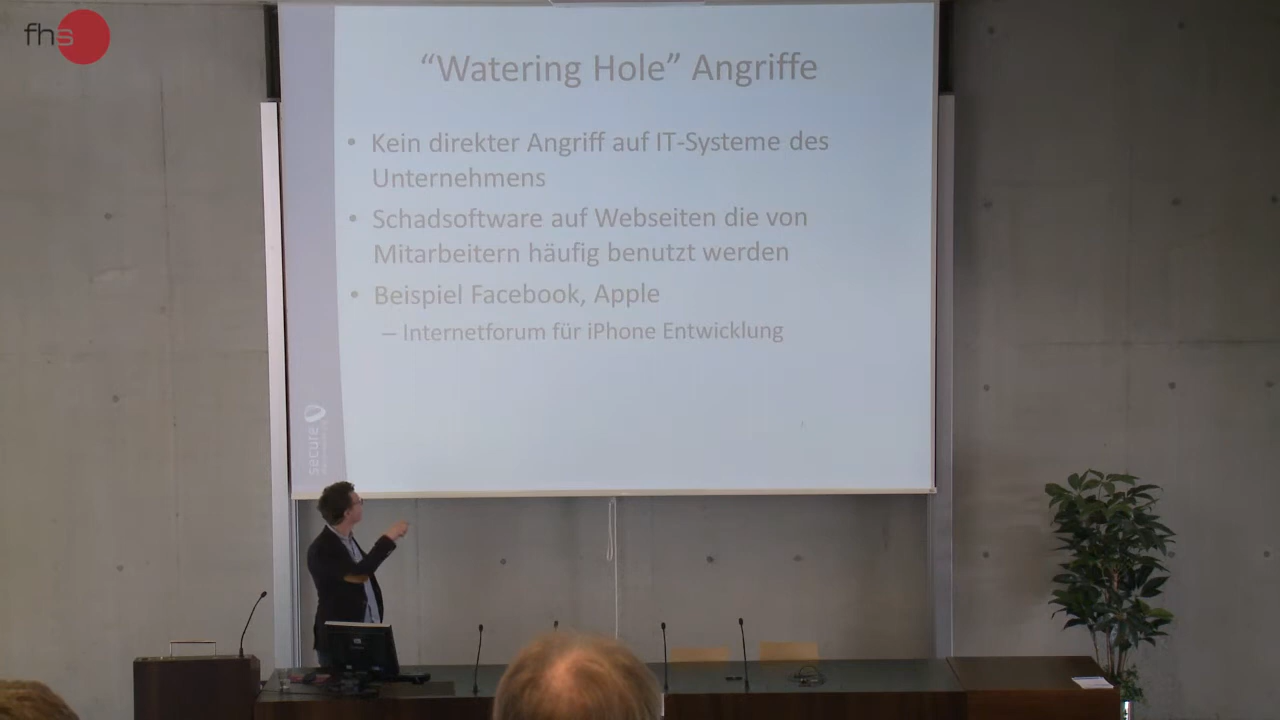 fhs
“Watering Hole” Angriffe
• Kein direkter Angriff auf IT-Systeme des
Unternehmens
• Schadsoftware auf Webseiten die von
Mitarbeitern häufig benutzt werden
• Beispiel Facebook, Apple
– Internetforum für iPhone Entwicklung
secure